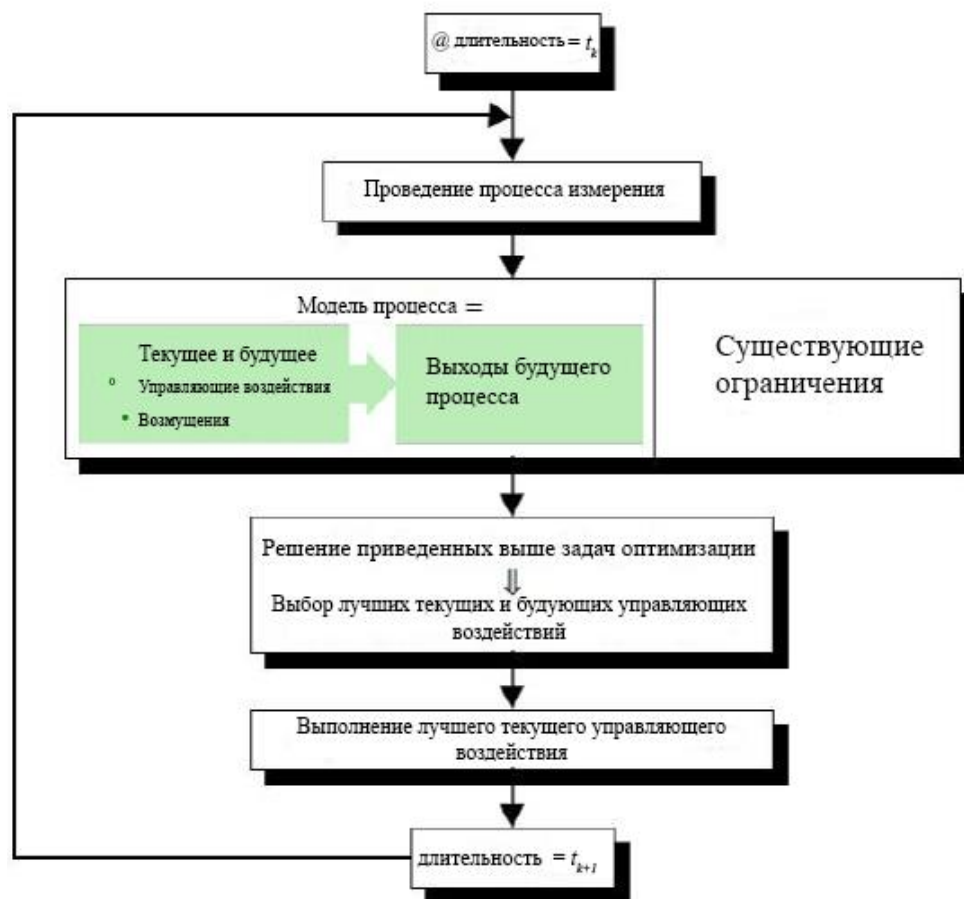 @ длительность = t_k
Проведение процесса измерения
Модель процесса =
Текущее и будущее
° Управляющие воздействия
• Возмущения
Выходы будущего
процесса
Существующие
ограничения
Решение приведенных выше задач оптимизации
⇓
Выбор лучших текущих и будующих управляющих
воздействий
Выполнение лучшего текущего управляющего
воздействия
длительность = t_{k+1}